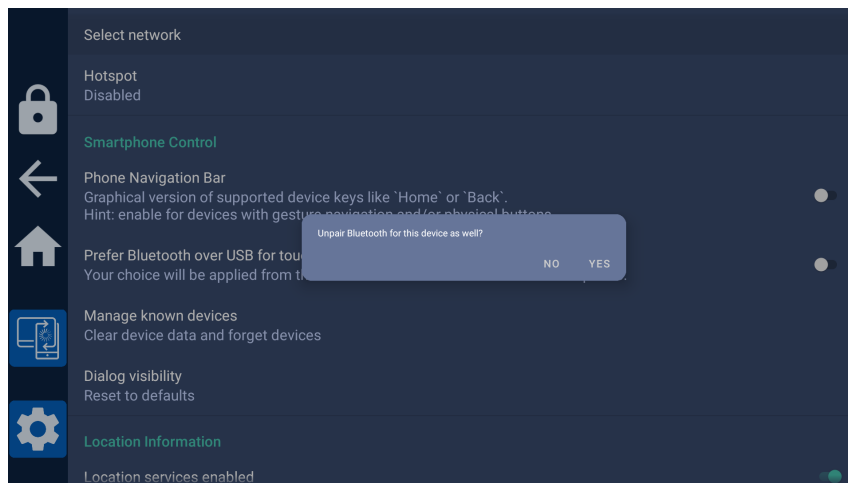 Select network
Hotspot
Disabled
Smartphone Control
Phone Navigation Bar
Graphical version of supported device keys like `Home` or `Back`.
Hint: enable for devices with gesture navigation and/or physical buttons
Unpair Bluetooth for this device as well?
NO YES
Prefer Bluetooth over USB for tou
Your choice will be applied from t
Manage known devices
Clear device data and forget devices
Dialog visibility
Reset to defaults
Location Information
Location services enabled